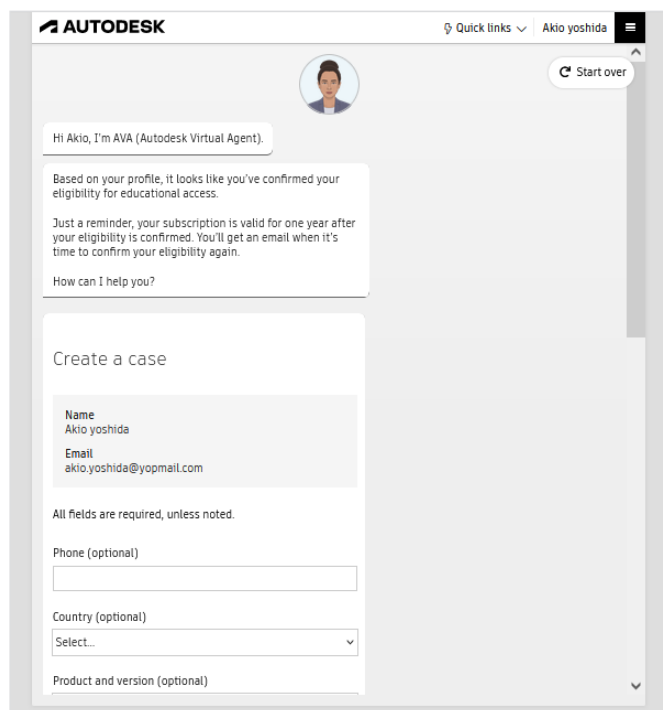 AUTODESK
Quick links
Akio yoshida
Start over
Hi Akio, I'm AVA (Autodesk Virtual Agent).
Based on your profile, it looks like you've confirmed your
eligibility for educational access.
Just a reminder, your subscription is valid for one year after
your eligibility is confirmed. You'll get an email when it's
time to confirm your eligibility again.
How can I help you?
Create a case
Name
Akio yoshida
Email
akio.yoshida@yopmail.com
All fields are required, unless noted.
Phone (optional)
Country (optional)
Select...
Product and version (optional)